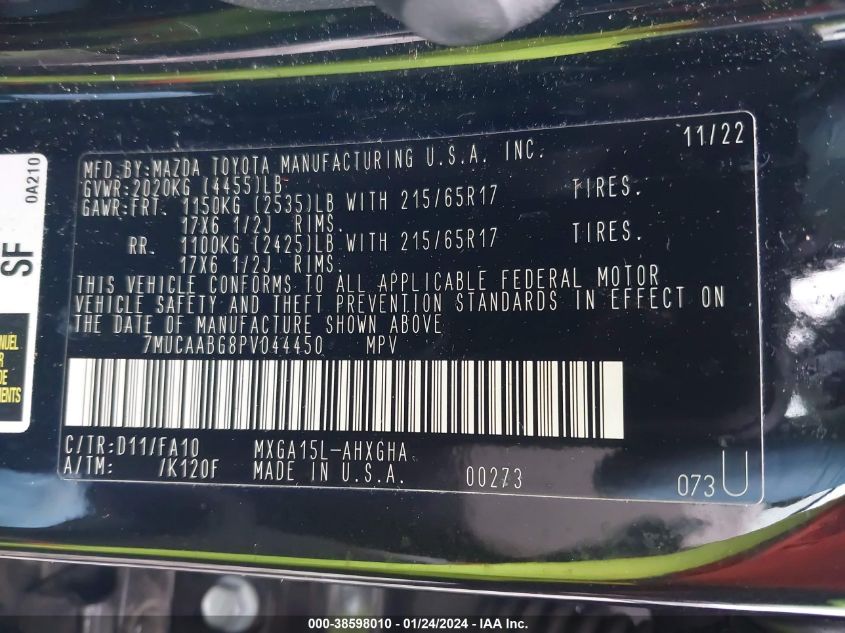 0A210
SF
NUEL
R
DE
MENTS
11/22
MFD.BY:MAZDA TOYOTA MANUFACTURING U.S.A. INC.
GVWR:2020KG (4455)LB
GAWR:FRT. 1150KG (2535)LB WITH 215/65R17 TIRES.
17X6 1/2J RIMS.
RR. 1100KG (2425)LB WITH 215/65R17 TIRES.
17X6 1/2J RIMS.
THIS VEHICLE CONFORMS TO ALL APPLICABLE FEDERAL MOTOR
VEHICLE SAFETY AND THEFT PREVENTION STANDARDS IN EFFECT ON
THE DATE OF MANUFACTURE SHOWN ABOVE
7MUCAABG8PV044450 MPV
C/TR:D11/FA10 MXGA15L-AHXGHA
A/TM: /K120F MADE IN U.S.A. 00273 073U
000-38598010 / 01/24/2024 / IAA Inc.